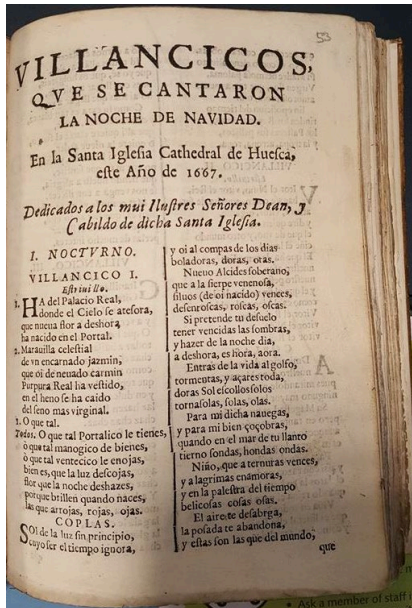 53
VILLANCICOS,
QVE SE CANTARON
LA NOCHE DE NAVIDAD.
En la Santa Iglesia Cathedral de Huesca,
este Año de 1667.
Dedicados a los mui Ilustres Señores Dean, y
Cabildo de dicha Santa Iglesia.
I. NOCTVRNO.
VILLANCICO I.
Estriuillo.
1. HA del Palacio Real,
donde el Cielo se atesora,
que nueua flor a deshora
ha nacido en el Portal.
2. Marauilla celestial
de vn encarnado jazmin,
que oi de neuado carmin
Purpura Real ha vestido,
en el heno se ha caido
del seno mas virginal.
1. O que tal.
Todos. O que tal Portalico le tienes,
ò que tal manogico de bienes,
ò que tal ventecico le enojas,
bien es, que la luz descojas,
flor que la noche deshazes,
porque brillen quando naces,
las que arrojas, rojas, ojas.
COPLAS.
Sol de la luz sin principio,
cuyo ser el tiempo ignora,
y oi al compas de los dias
boladoras, doras, oras.
Nueuo Alcides soberano,
que a la sierpe venenosa,
siluos (de oi nacido) vences,
desenroscas, roscas, oscas.
Si pretende tu desuelo
tener vencidas las sombras,
y hazer de la noche dia,
a deshora, es hora, aora.
Entras de la vida al golfo,
tormentas, y açares toda,
doras Sol escollos solos
tornasolas, solas, olas.
Para mi dicha nauegas,
y para mi bien çoçobras,
quando en el mar de tu llanto
tierno sondas, hondas ondas.
Niño, que a ternuras vences,
y a lagrimas enamoras,
y en la palestra del tiempo
belicosas cosas osas.
El aire te desabrga,
la posada te abandona,
y estas son las que del mundo,
que
Ask a member of staff